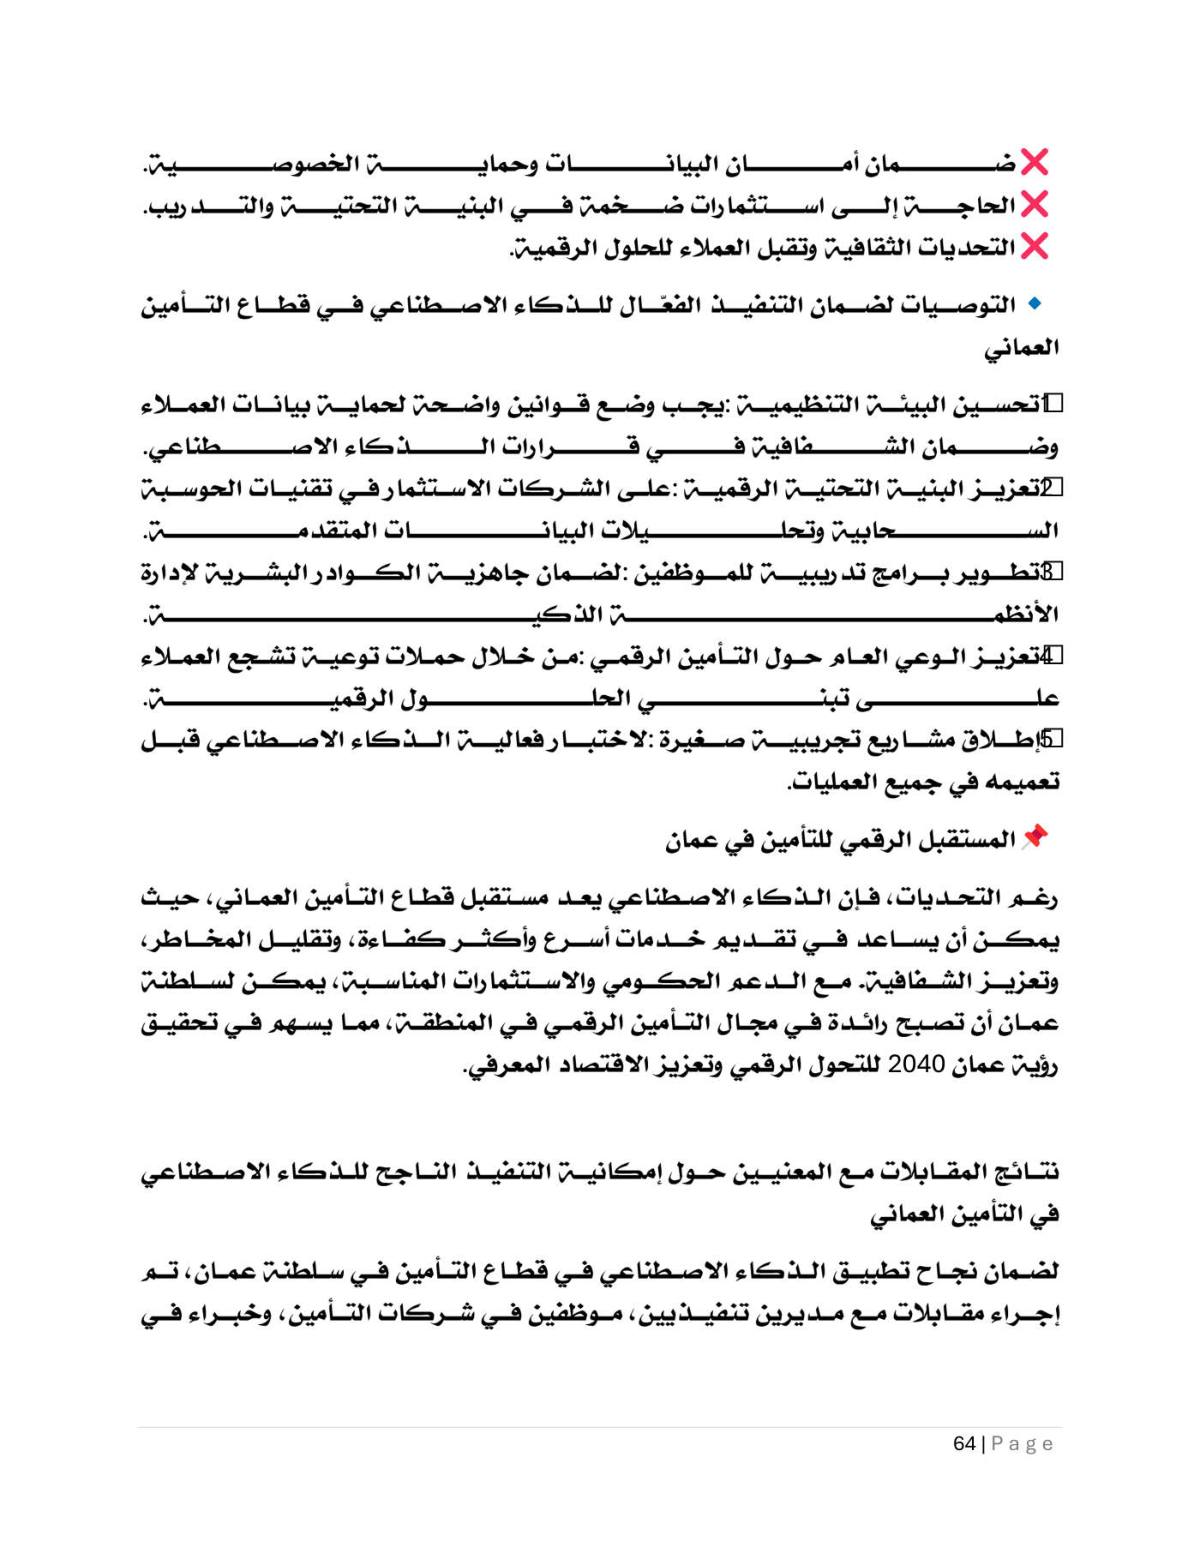 ❌ ضمان أمان البيانات وحماية الخصوصية.
❌ الحاجة إلى استثمارات ضخمة في البنية التحتية والتدريب.
❌ التحديات الثقافية وتقبل العملاء للحلول الرقمية.
🔹 التوصيات لضمان التنفيذ الفعّال للذكاء الاصطناعي في قطاع التأمين
العماني
1️⃣تحسين البيئة التنظيمية :يجب وضع قوانين واضحة لحماية بيانات العملاء
وضمان الشفافية في قرارات الذكاء الاصطناعي.
2️⃣تعزيز البنية التحتية الرقمية :على الشركات الاستثمار في تقنيات الحوسبة
السحابية وتحليلات البيانات المتقدمة.
3️⃣تطوير برامج تدريبية للموظفين :لضمان جاهزية الكوادر البشرية لإدارة
الأنظمة الذكية.
4️⃣تعزيز الوعي العام حول التأمين الرقمي :من خلال حملات توعية تشجع العملاء
على تبني الحلول الرقمية.
5️⃣إطلاق مشاريع تجريبية صغيرة :لاختبار فعالية الذكاء الاصطناعي قبل
تعميمه في جميع العمليات.
📌 المستقبل الرقمي للتأمين في عمان
رغم التحديات، فإن الذكاء الاصطناعي يعد مستقبل قطاع التأمين العماني، حيث
يمكن أن يساعد في تقديم خدمات أسرع وأكثر كفاءة، وتقليل المخاطر،
وتعزيز الشفافية. مع الدعم الحكومي والاستثمارات المناسبة، يمكن لسلطنة
عمان أن تصبح رائدة في مجال التأمين الرقمي في المنطقة، مما يسهم في تحقيق
رؤية عمان 2040 للتحول الرقمي وتعزيز الاقتصاد المعرفي.
نتائج المقابلات مع المعنيين حول إمكانية التنفيذ الناجح للذكاء الاصطناعي
في التأمين العماني
لضمان نجاح تطبيق الذكاء الاصطناعي في قطاع التأمين في سلطنة عمان، تم
إجراء مقابلات مع مديرين تنفيذيين، موظفين في شركات التأمين، وخبراء في
64 | Page